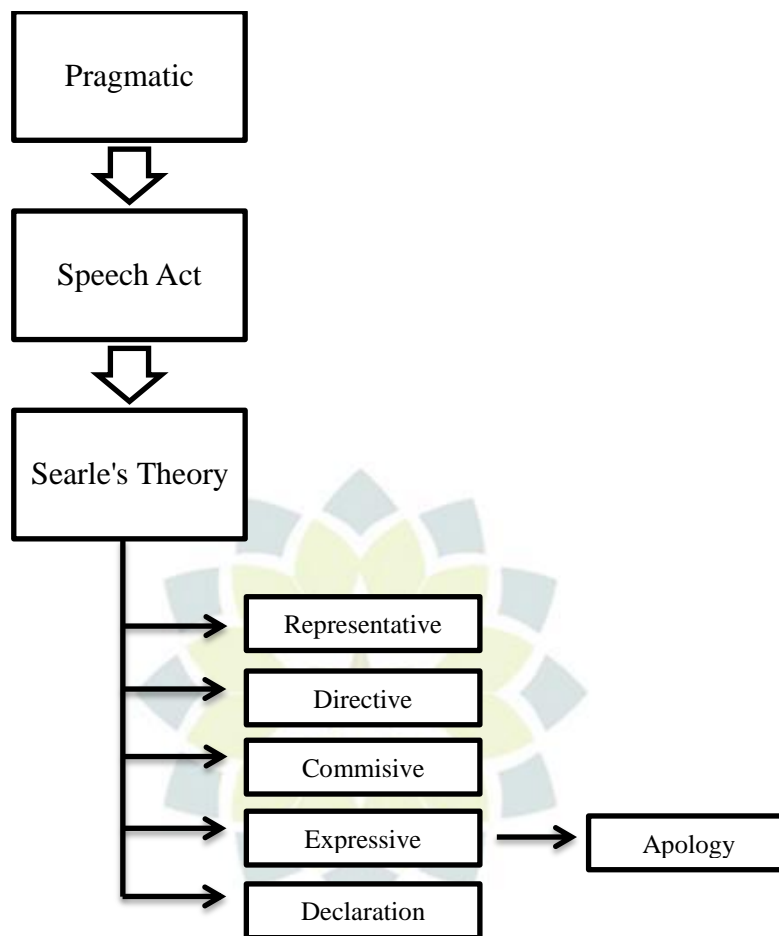 Pragmatic
Speech Act
Searle's Theory
Representative
Directive
Commisive
Expressive
Apology
Declaration